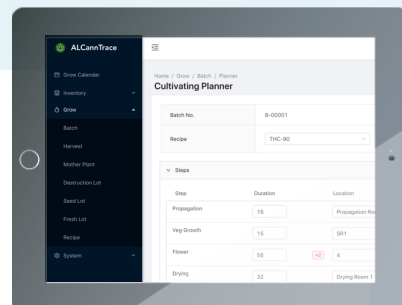 ALCannTrace
Grow Calendar
Inventory
Grow
Batch
Harvest
Mother Plant
Destruction Lot
Seed Lot
Fresh Lot
Recipe
System
Home / Grow / Batch / Planner
Cultivating Planner
Batch No. B-00001
Recipe THC-90
Steps
Step Duration Location
Propagation 15 Propagation
Veg Growth 15 SR1
Flower 55 +2 4
Drying 32 Drying Room 1